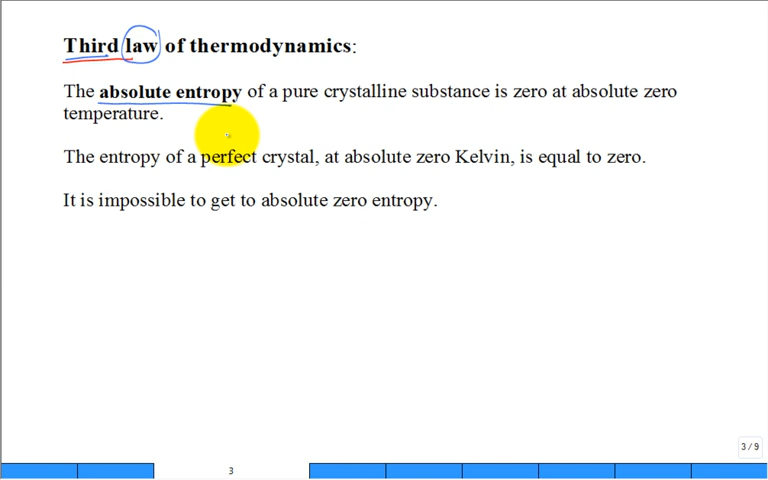 Third law of thermodynamics:
The absolute entropy of a pure crystalline substance is zero at absolute zero
temperature.
The entropy of a perfect crystal, at absolute zero Kelvin, is equal to zero.
It is impossible to get to absolute zero entropy.
3 / 9
3